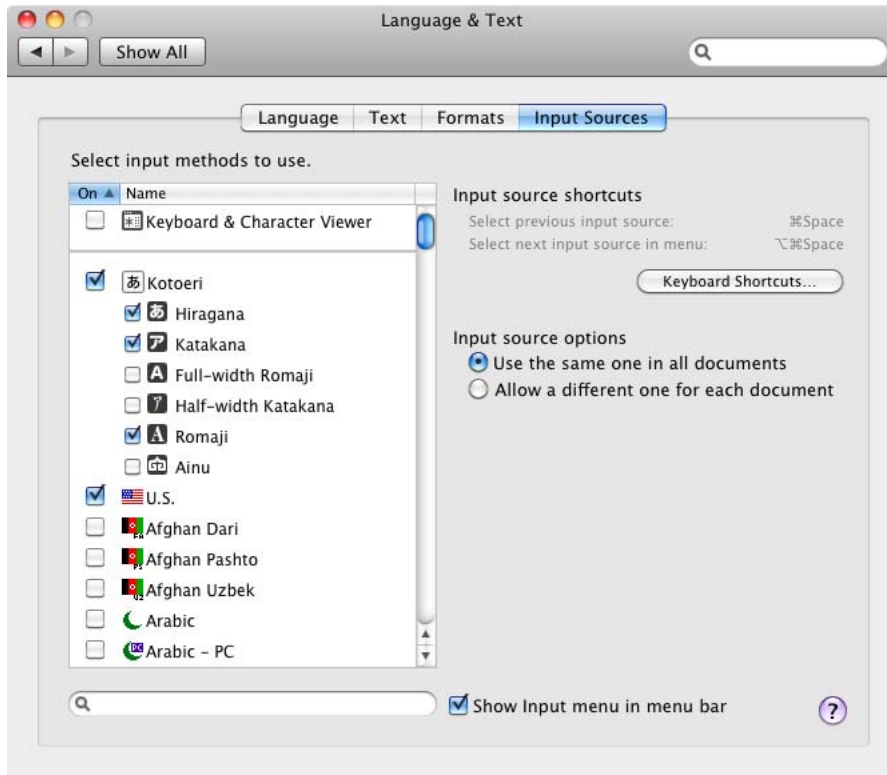 Language & Text
Show All
Language Text Formats Input Sources
Select input methods to use.
On Name
Keyboard & Character Viewer
あ Kotoeri
あ Hiragana
ア Katakana
A Full-width Romaji
ア Half-width Katakana
A Romaji
Ainu
U.S.
Afghan Dari
Afghan Pashto
Afghan Uzbek
Arabic
PC Arabic - PC
Input source shortcuts
Select previous input source: ⌘Space
Select next input source in menu: ⌥⌘Space
Keyboard Shortcuts...
Input source options
Use the same one in all documents
Allow a different one for each document
Show Input menu in menu bar
?